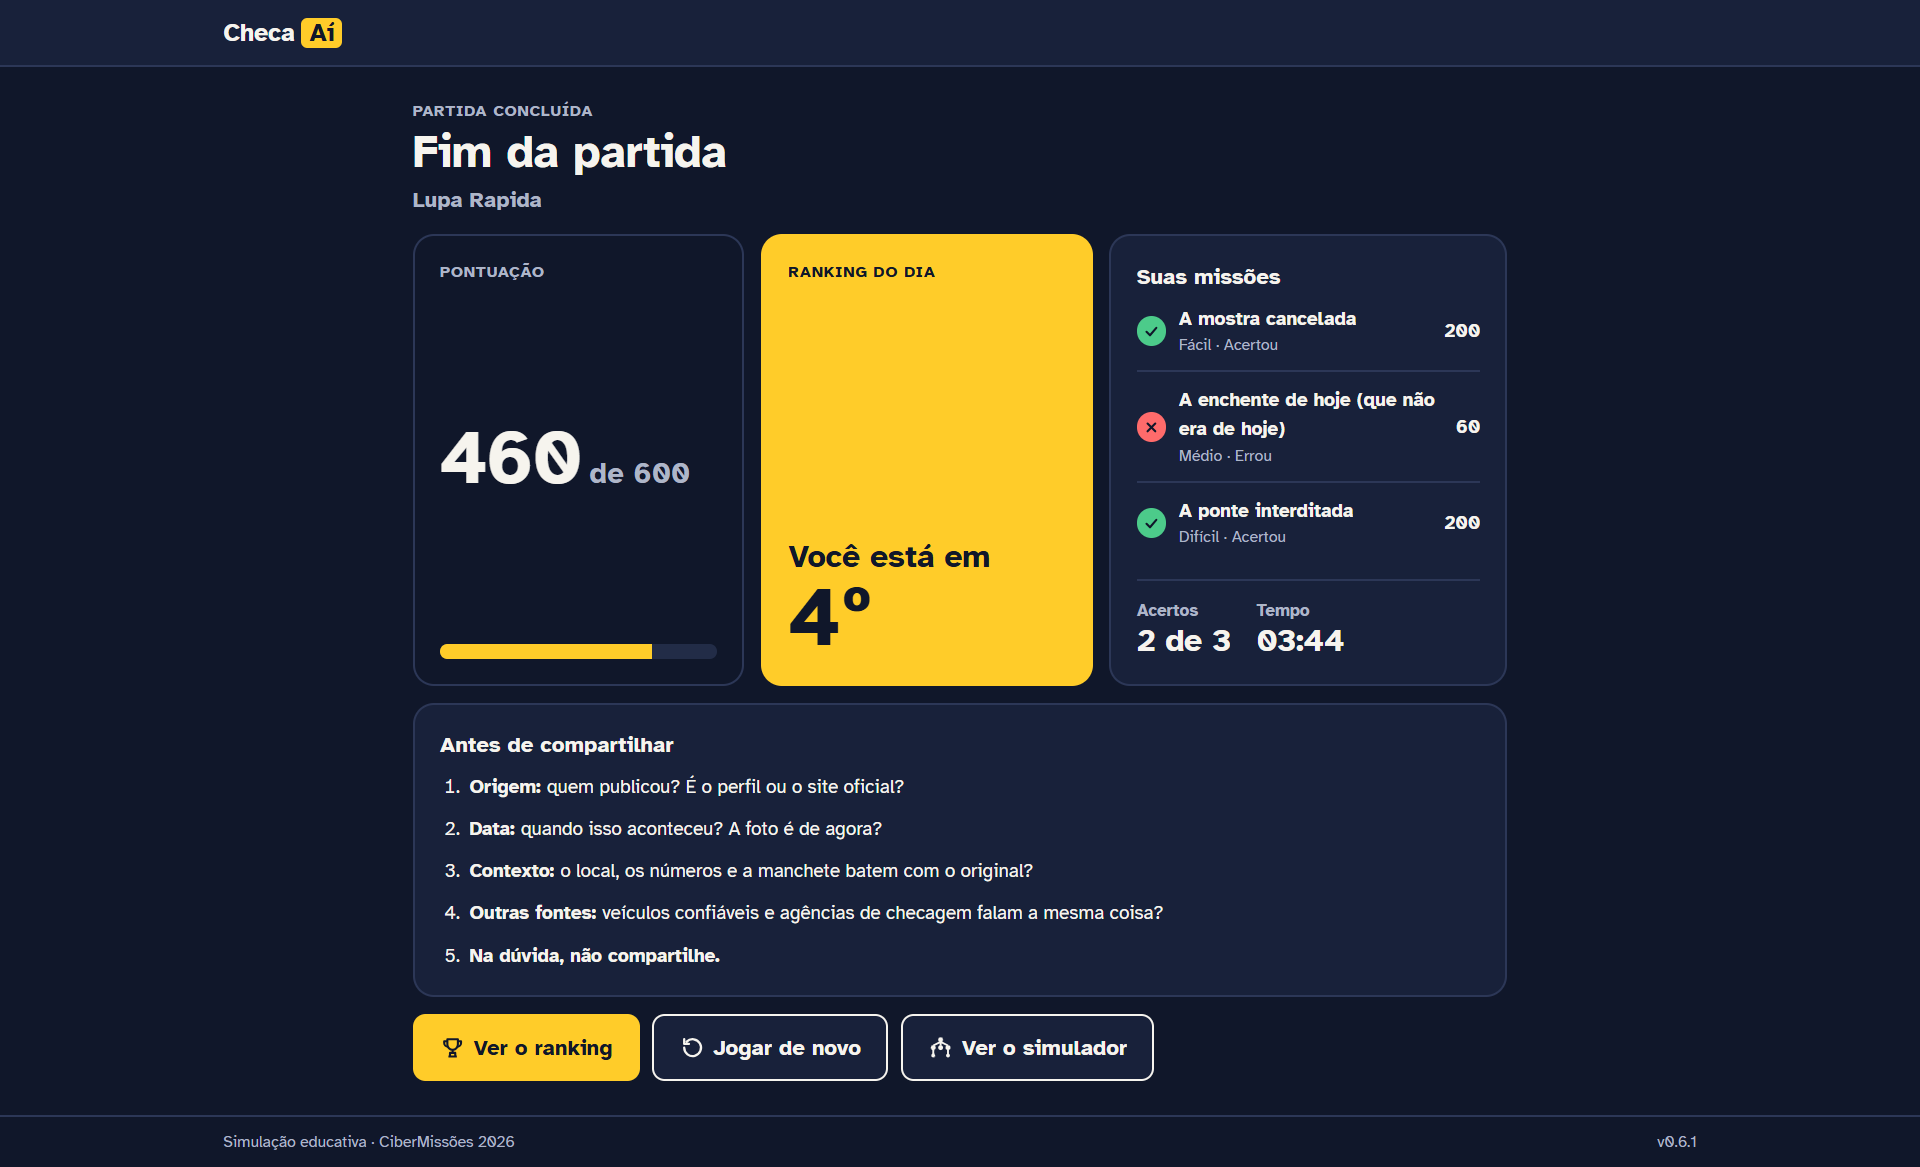 Checa Aí
PARTIDA CONCLUÍDA
Fim da partida
Lupa Rapida
PONTUAÇÃO
460 de 600
RANKING DO DIA
Você está em
4º
Suas missões
A mostra cancelada
Fácil · Acertou
200
A enchente de hoje (que não
era de hoje)
Médio · Errou
60
A ponte interditada
Difícil · Acertou
200
Acertos
2 de 3
Tempo
03:44
Antes de compartilhar
1. Origem: quem publicou? É o perfil ou o site oficial?
2. Data: quando isso aconteceu? A foto é de agora?
3. Contexto: o local, os números e a manchete batem com o original?
4. Outras fontes: veículos confiáveis e agências de checagem falam a mesma coisa?
5. Na dúvida, não compartilhe.
Ver o ranking
Jogar de novo
Ver o simulador
Simulação educativa · CiberMissões 2026
v0.6.1